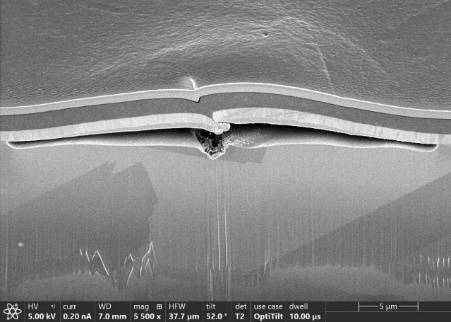 HV curr WD mag HFW tilt det use case dwell
5.00 kV 0.20 nA 7.0 mm 5 500 x 37.7 µm 52.0 ° T2 OptiTilt 10.00 µs
5 µm